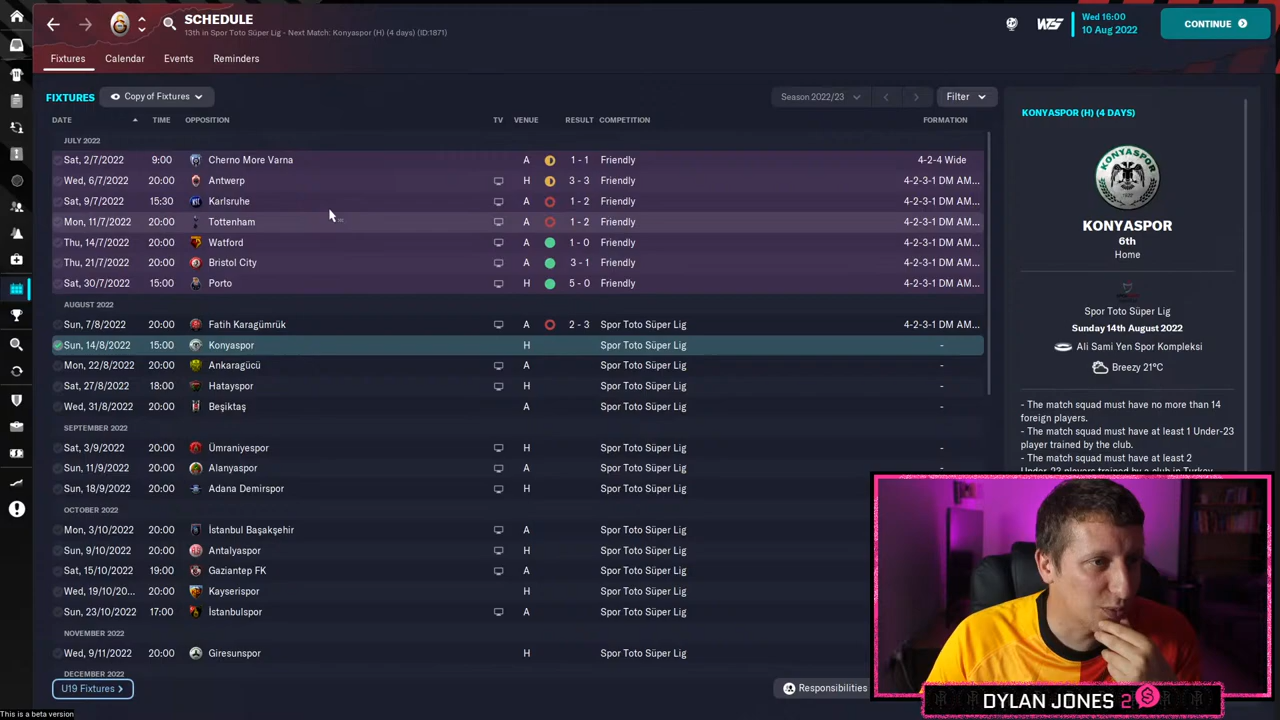 SCHEDULE
13th in Spor Toto Süper Lig - Next Match: Konyaspor (H) (4 days) (ID:1871)
Wed 16:00
10 Aug 2022
CONTINUE
Fixtures Calendar Events Reminders
FIXTURES Copy of Fixtures Season 2022/23 Filter
DATE TIME OPPOSITION TV VENUE RESULT COMPETITION FORMATION
JULY 2022
Sat, 2/7/2022 9:00 Cherno More Varna A 1 - 1 Friendly 4-2-4 Wide
Wed, 6/7/2022 20:00 Antwerp H 3 - 3 Friendly 4-2-3-1 DM AM...
Sat, 9/7/2022 15:30 Karlsruhe A 1 - 2 Friendly 4-2-3-1 DM AM...
Mon, 11/7/2022 20:00 Tottenham A 1 - 2 Friendly 4-2-3-1 DM AM...
Thu, 14/7/2022 20:00 Watford A 1 - 0 Friendly 4-2-3-1 DM AM...
Thu, 21/7/2022 20:00 Bristol City A 3 - 1 Friendly 4-2-3-1 DM AM...
Sat, 30/7/2022 15:00 Porto H 5 - 0 Friendly 4-2-3-1 DM AM...
AUGUST 2022
Sun, 7/8/2022 20:00 Fatih Karagümrük A 2 - 3 Spor Toto Süper Lig 4-2-3-1 DM AM...
Sun, 14/8/2022 15:00 Konyaspor H Spor Toto Süper Lig -
Mon, 22/8/2022 20:00 Ankaragücü A Spor Toto Süper Lig -
Sat, 27/8/2022 18:00 Hatayspor H Spor Toto Süper Lig -
Wed, 31/8/2022 20:00 Beşiktaş A Spor Toto Süper Lig -
SEPTEMBER 2022
Sat, 3/9/2022 20:00 Ümraniyespor H Spor Toto Süper Lig -
Sun, 11/9/2022 20:00 Alanyaspor A Spor Toto Süper Lig
Sun, 18/9/2022 20:00 Adana Demirspor H Spor Toto Süper Lig
OCTOBER 2022
Mon, 3/10/2022 20:00 İstanbul Başakşehir A Spor Toto Süper Lig
Sun, 9/10/2022 20:00 Antalyaspor H Spor Toto Süper Lig
Sat, 15/10/2022 19:00 Gaziantep FK A Spor Toto Süper Lig
Wed, 19/10/20... 20:00 Kayserispor H Spor Toto Süper Lig
Sun, 23/10/2022 17:00 İstanbulspor A Spor Toto Süper Lig
NOVEMBER 2022
Wed, 9/11/2022 20:00 Giresunspor H Spor Toto Süper Lig
DECEMBER 2022
U19 Fixtures
Responsibilities
This is a beta version
KONYASPOR (H) (4 DAYS)
KONYASPOR
6th
Home
Spor Toto Süper Lig
Sunday 14th August 2022
Ali Sami Yen Spor Kompleksi
Breezy 21°C
- The match squad must have no more than 14
foreign players.
- The match squad must have at least 1 Under-23
player trained by the club.
- The match squad must have at least 2
Under-23 players trained by a club in Turkey
DYLAN JONES 2